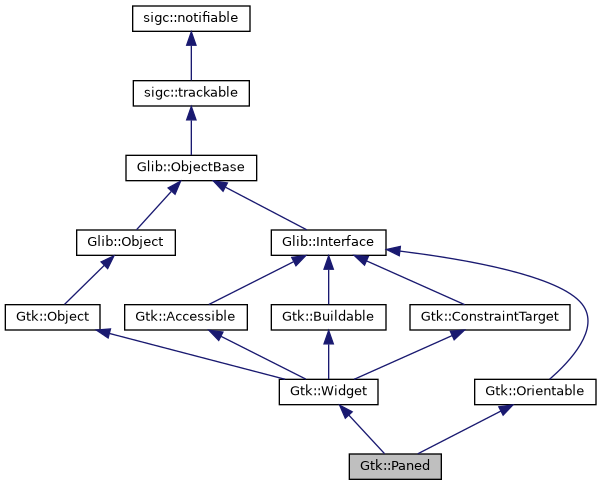 sigc::notifiable
sigc::trackable
Glib::ObjectBase
Glib::Object
Glib::Interface
Gtk::Object
Gtk::Accessible
Gtk::Buildable
Gtk::ConstraintTarget
Gtk::Widget
Gtk::Orientable
Gtk::Paned